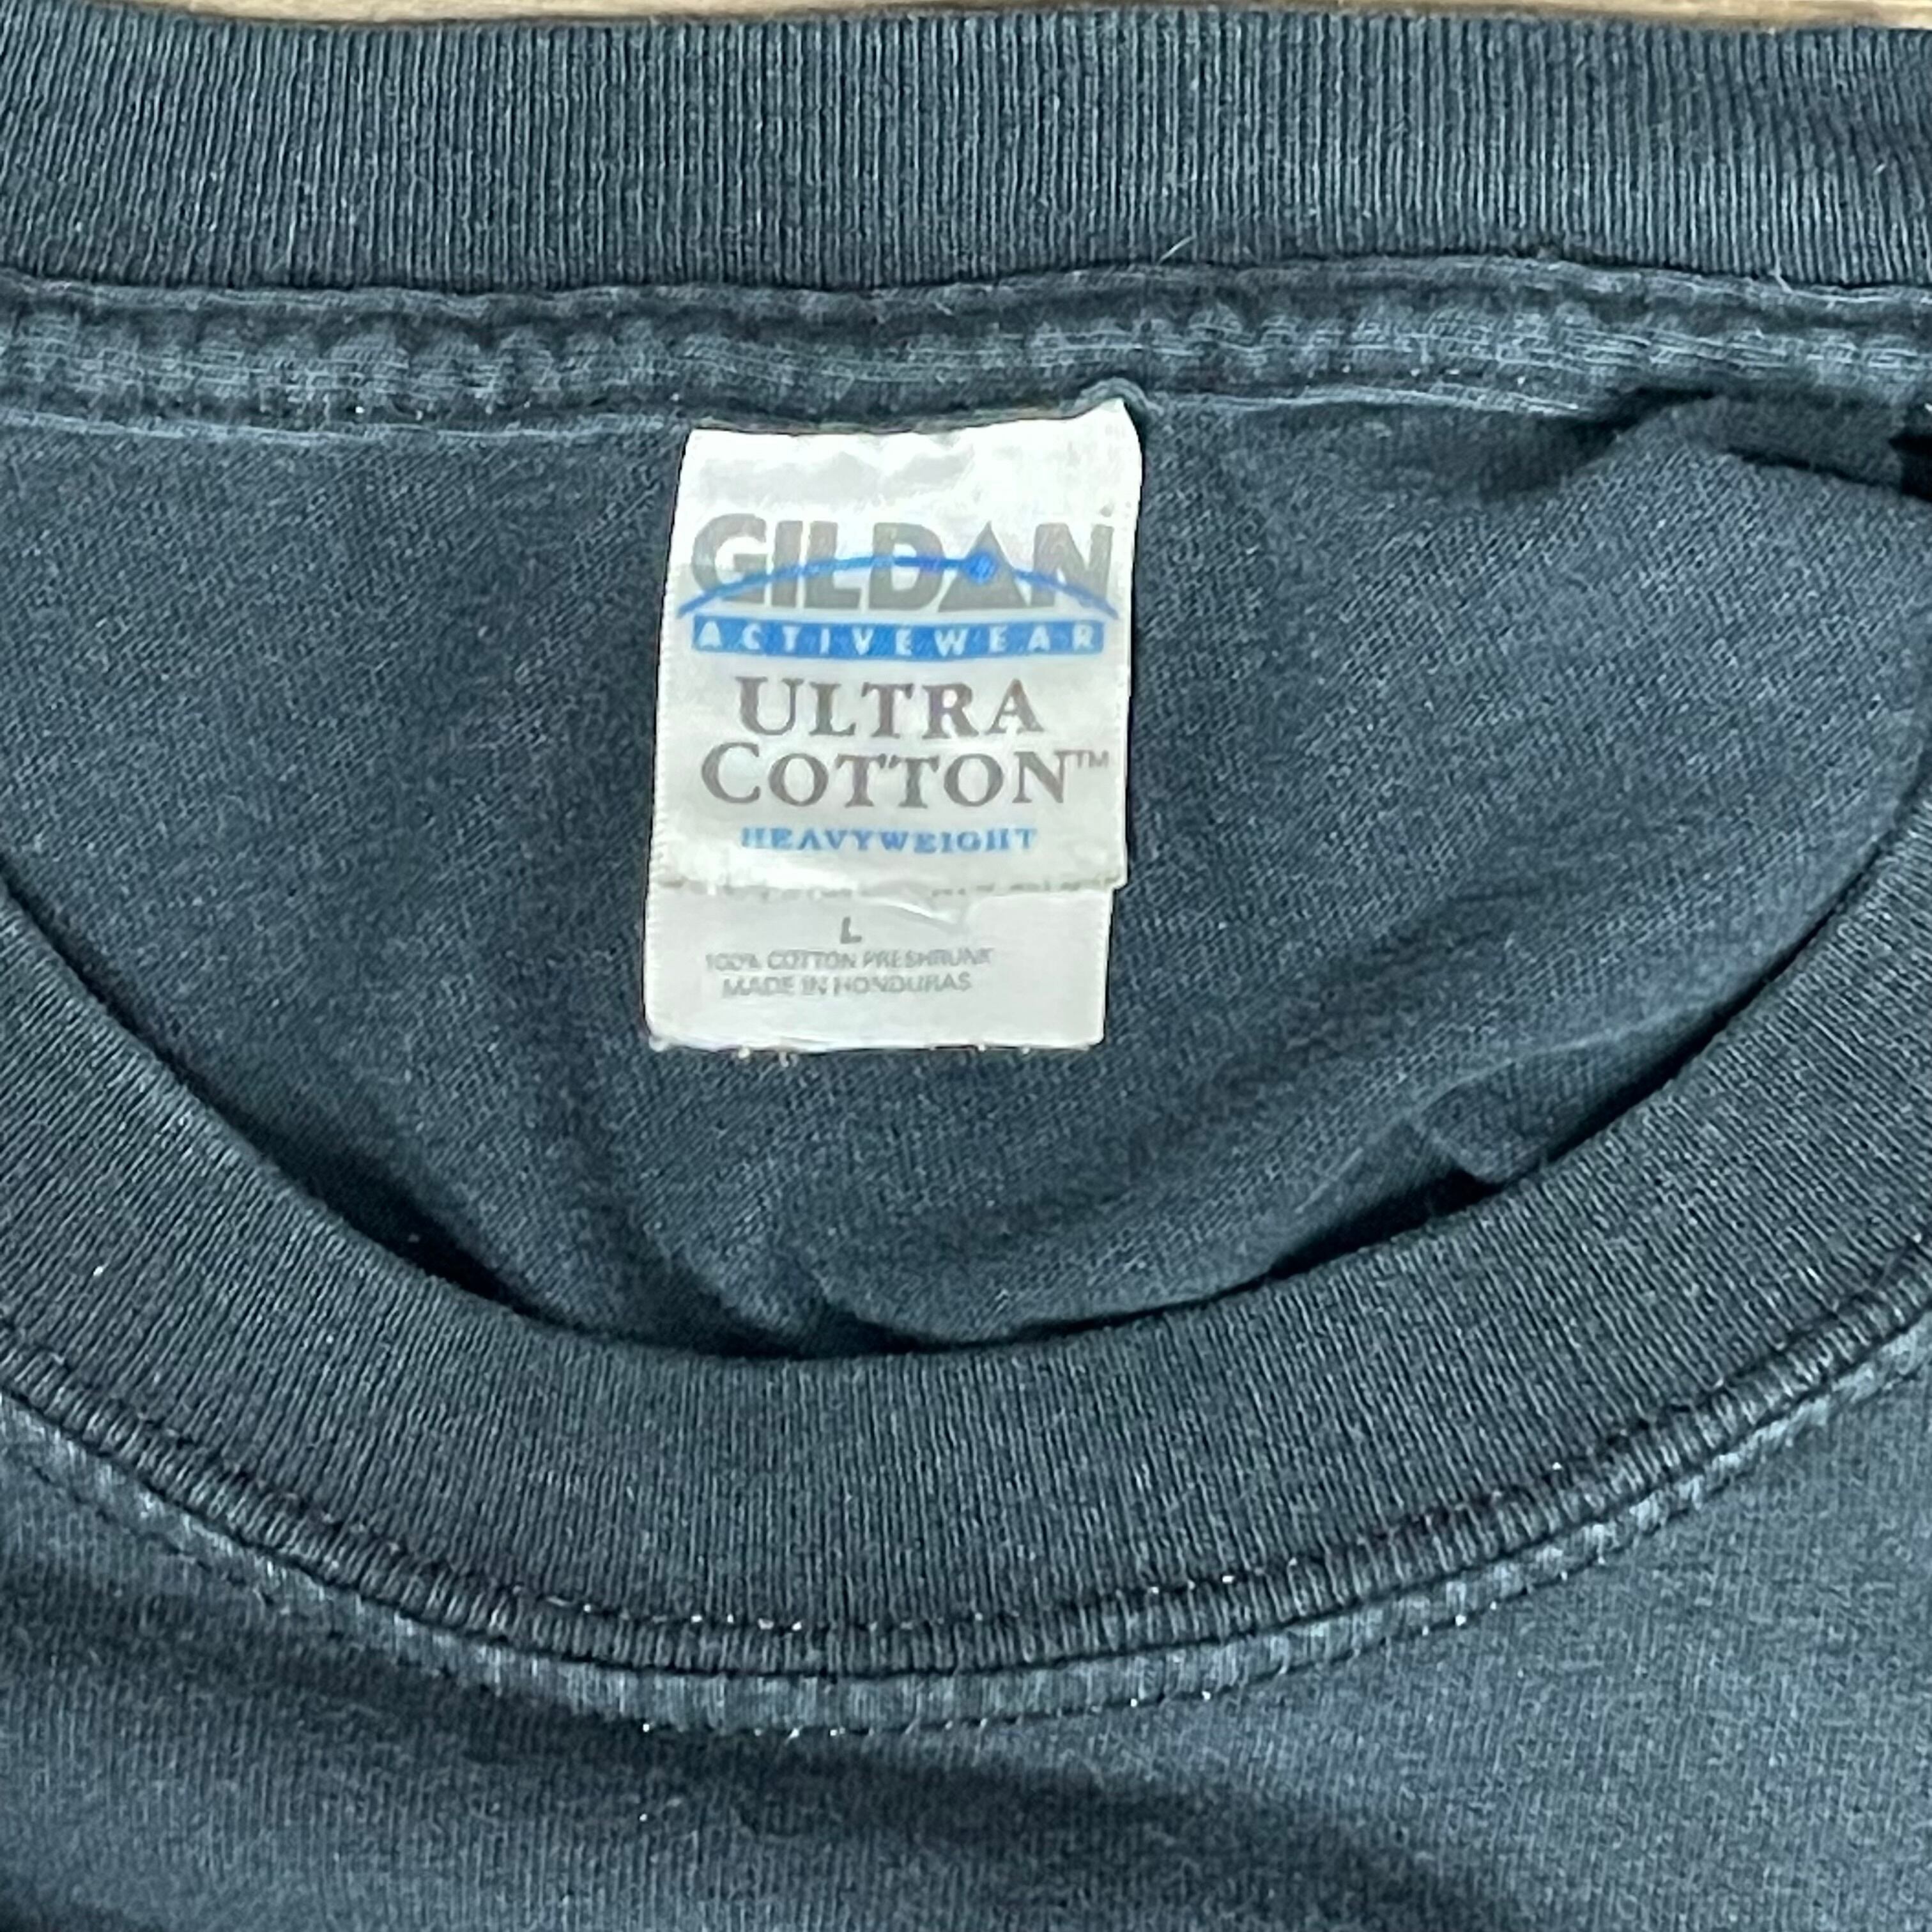 GILDAN
ACTIVEWEAR
ULTRA
COTTON™
HEAVYWEIGHT
L
100% COTTON PRESHRUNK
MADE IN HONDURAS